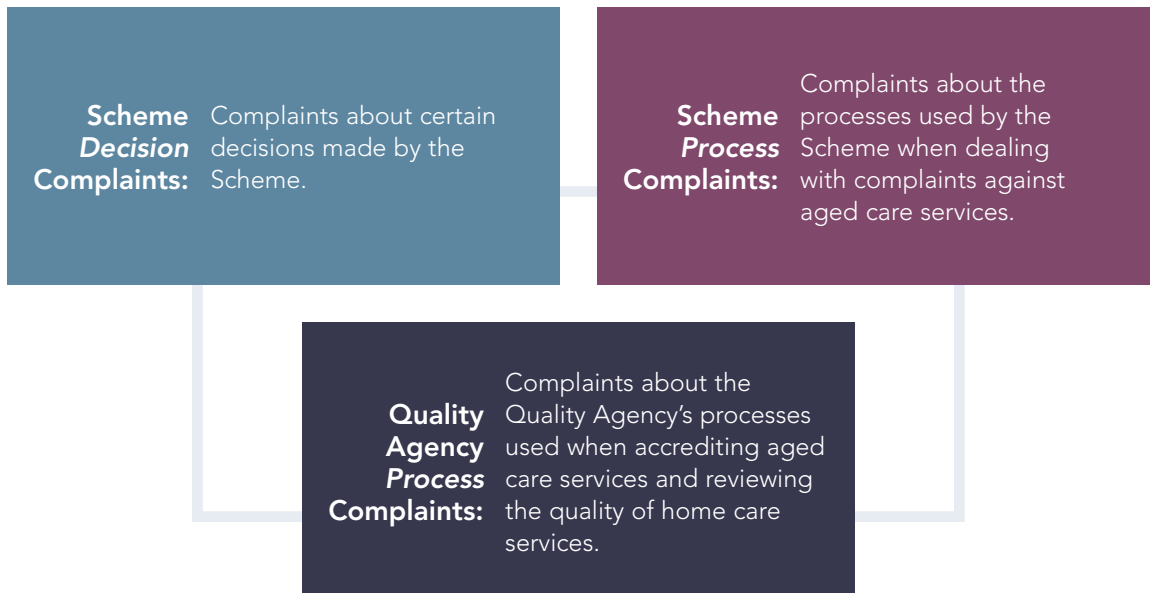 Scheme
Decision
Complaints:
Complaints about certain
decisions made by the
Scheme.
Scheme
Process
Complaints:
Complaints about the
processes used by the
Scheme when dealing
with complaints against
aged care services.
Quality
Agency
Process
Complaints:
Complaints about the
Quality Agency’s processes
used when accrediting aged
care services and reviewing
the quality of home care
services.